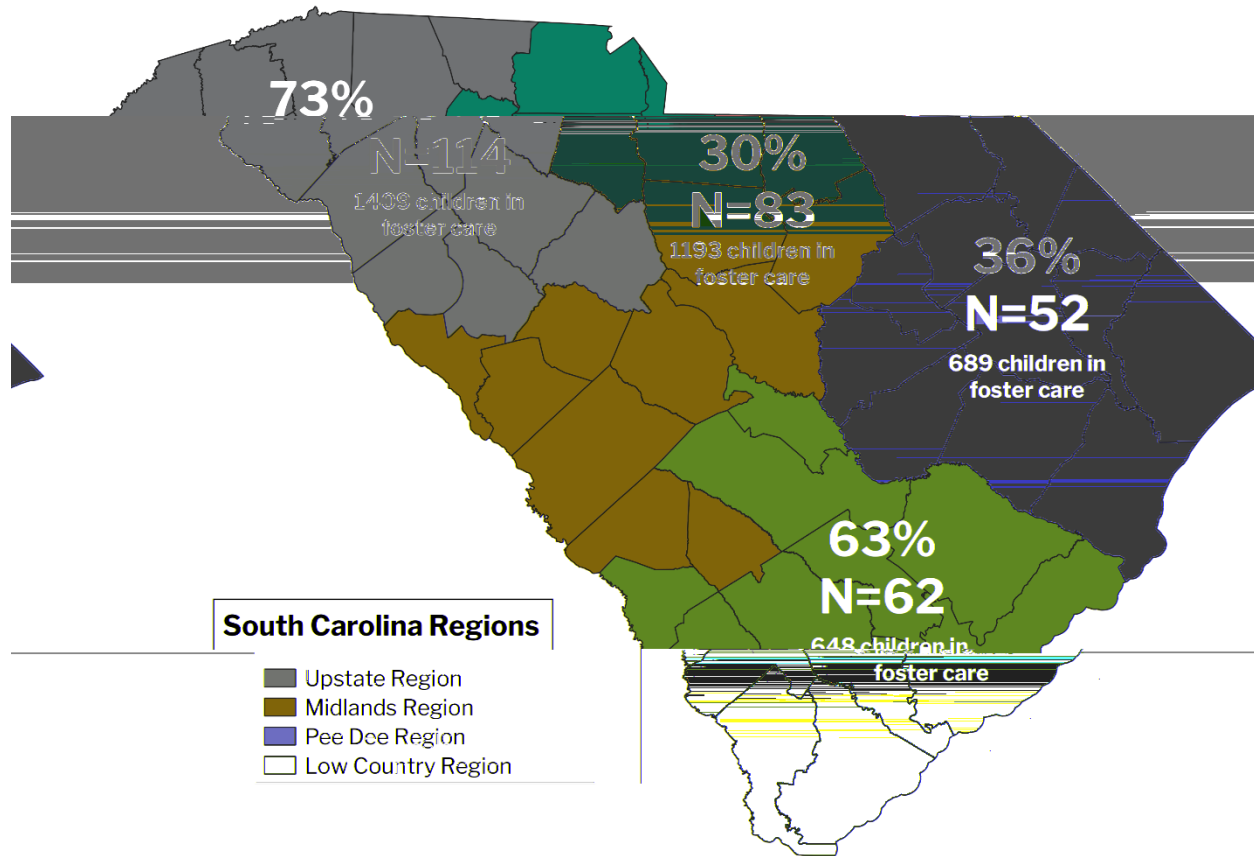 73%
N=114
1409 children in
foster care
30%
N=83
1193 children in
foster care
36%
N=52
689 children in
foster care
63%
N=62
648 children in
foster care
South Carolina Regions
Upstate Region
Midlands Region
Pee Dee Region
Low Country Region